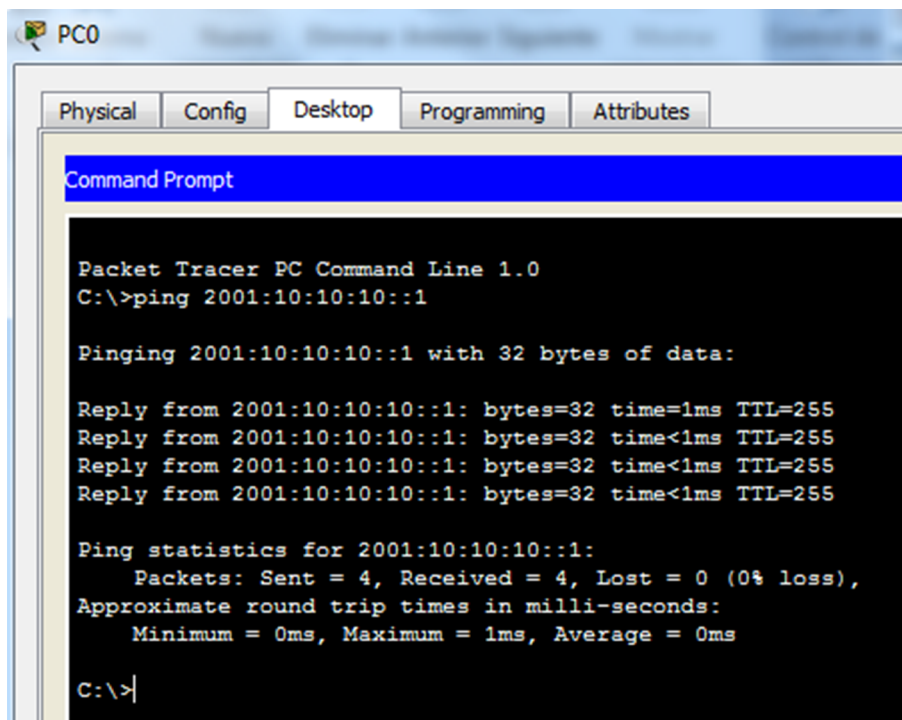 PC0
Physical Config Desktop Programming Attributes
Command Prompt
Packet Tracer PC Command Line 1.0
C:\>ping 2001:10:10:10::1
Pinging 2001:10:10:10::1 with 32 bytes of data:
Reply from 2001:10:10:10::1: bytes=32 time=1ms TTL=255
Reply from 2001:10:10:10::1: bytes=32 time<1ms TTL=255
Reply from 2001:10:10:10::1: bytes=32 time<1ms TTL=255
Reply from 2001:10:10:10::1: bytes=32 time<1ms TTL=255
Ping statistics for 2001:10:10:10::1:
Packets: Sent = 4, Received = 4, Lost = 0 (0% loss),
Approximate round trip times in milli-seconds:
Minimum = 0ms, Maximum = 1ms, Average = 0ms
C:\>